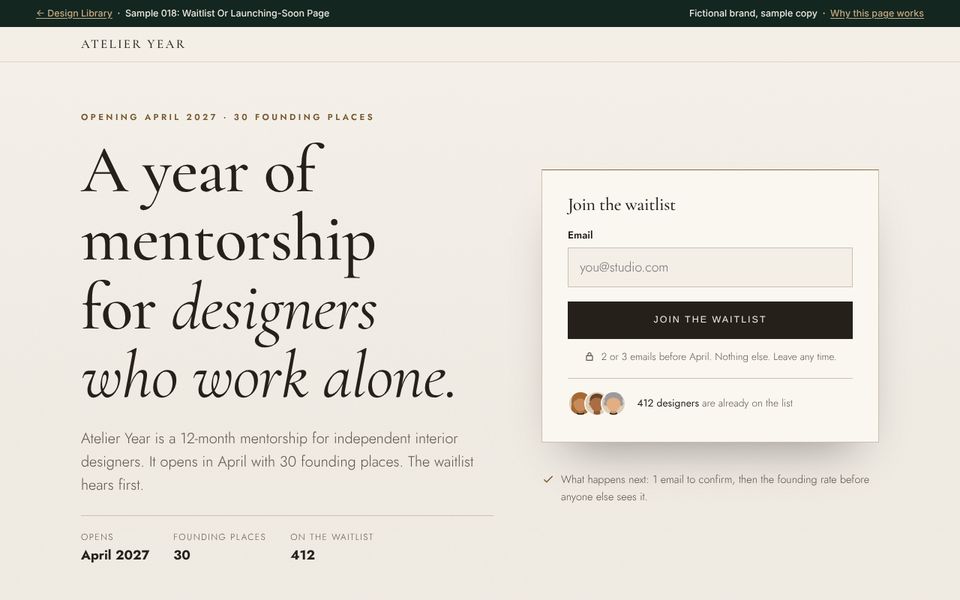 ← Design Library · Sample 018: Waitlist Or Launching-Soon Page
Fictional brand, sample copy · Why this page works
ATELIER YEAR
OPENING APRIL 2027 · 30 FOUNDING PLACES
A year of
mentorship
for designers
who work alone.
Atelier Year is a 12-month mentorship for independent interior
designers. It opens in April with 30 founding places. The waitlist
hears first.
OPENS
April 2027
FOUNDING PLACES
30
ON THE WAITLIST
412
Join the waitlist
Email
you@studio.com
JOIN THE WAITLIST
2 or 3 emails before April. Nothing else. Leave any time.
412 designers are already on the list
What happens next: 1 email to confirm, then the founding rate before
anyone else sees it.